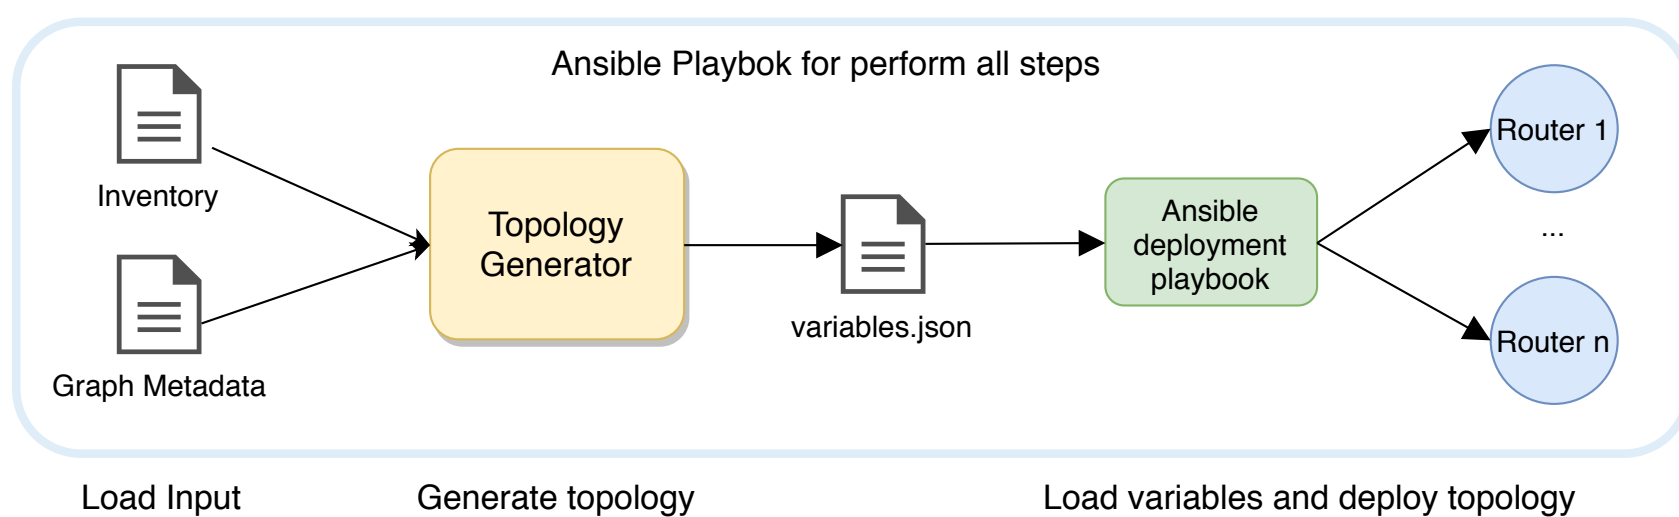 Ansible Playbok for perform all steps
Inventory
Graph Metadata
Topology
Generator
variables.json
Ansible
deployment
playbook
Router 1
...
Router n
Load Input
Generate topology
Load variables and deploy topology